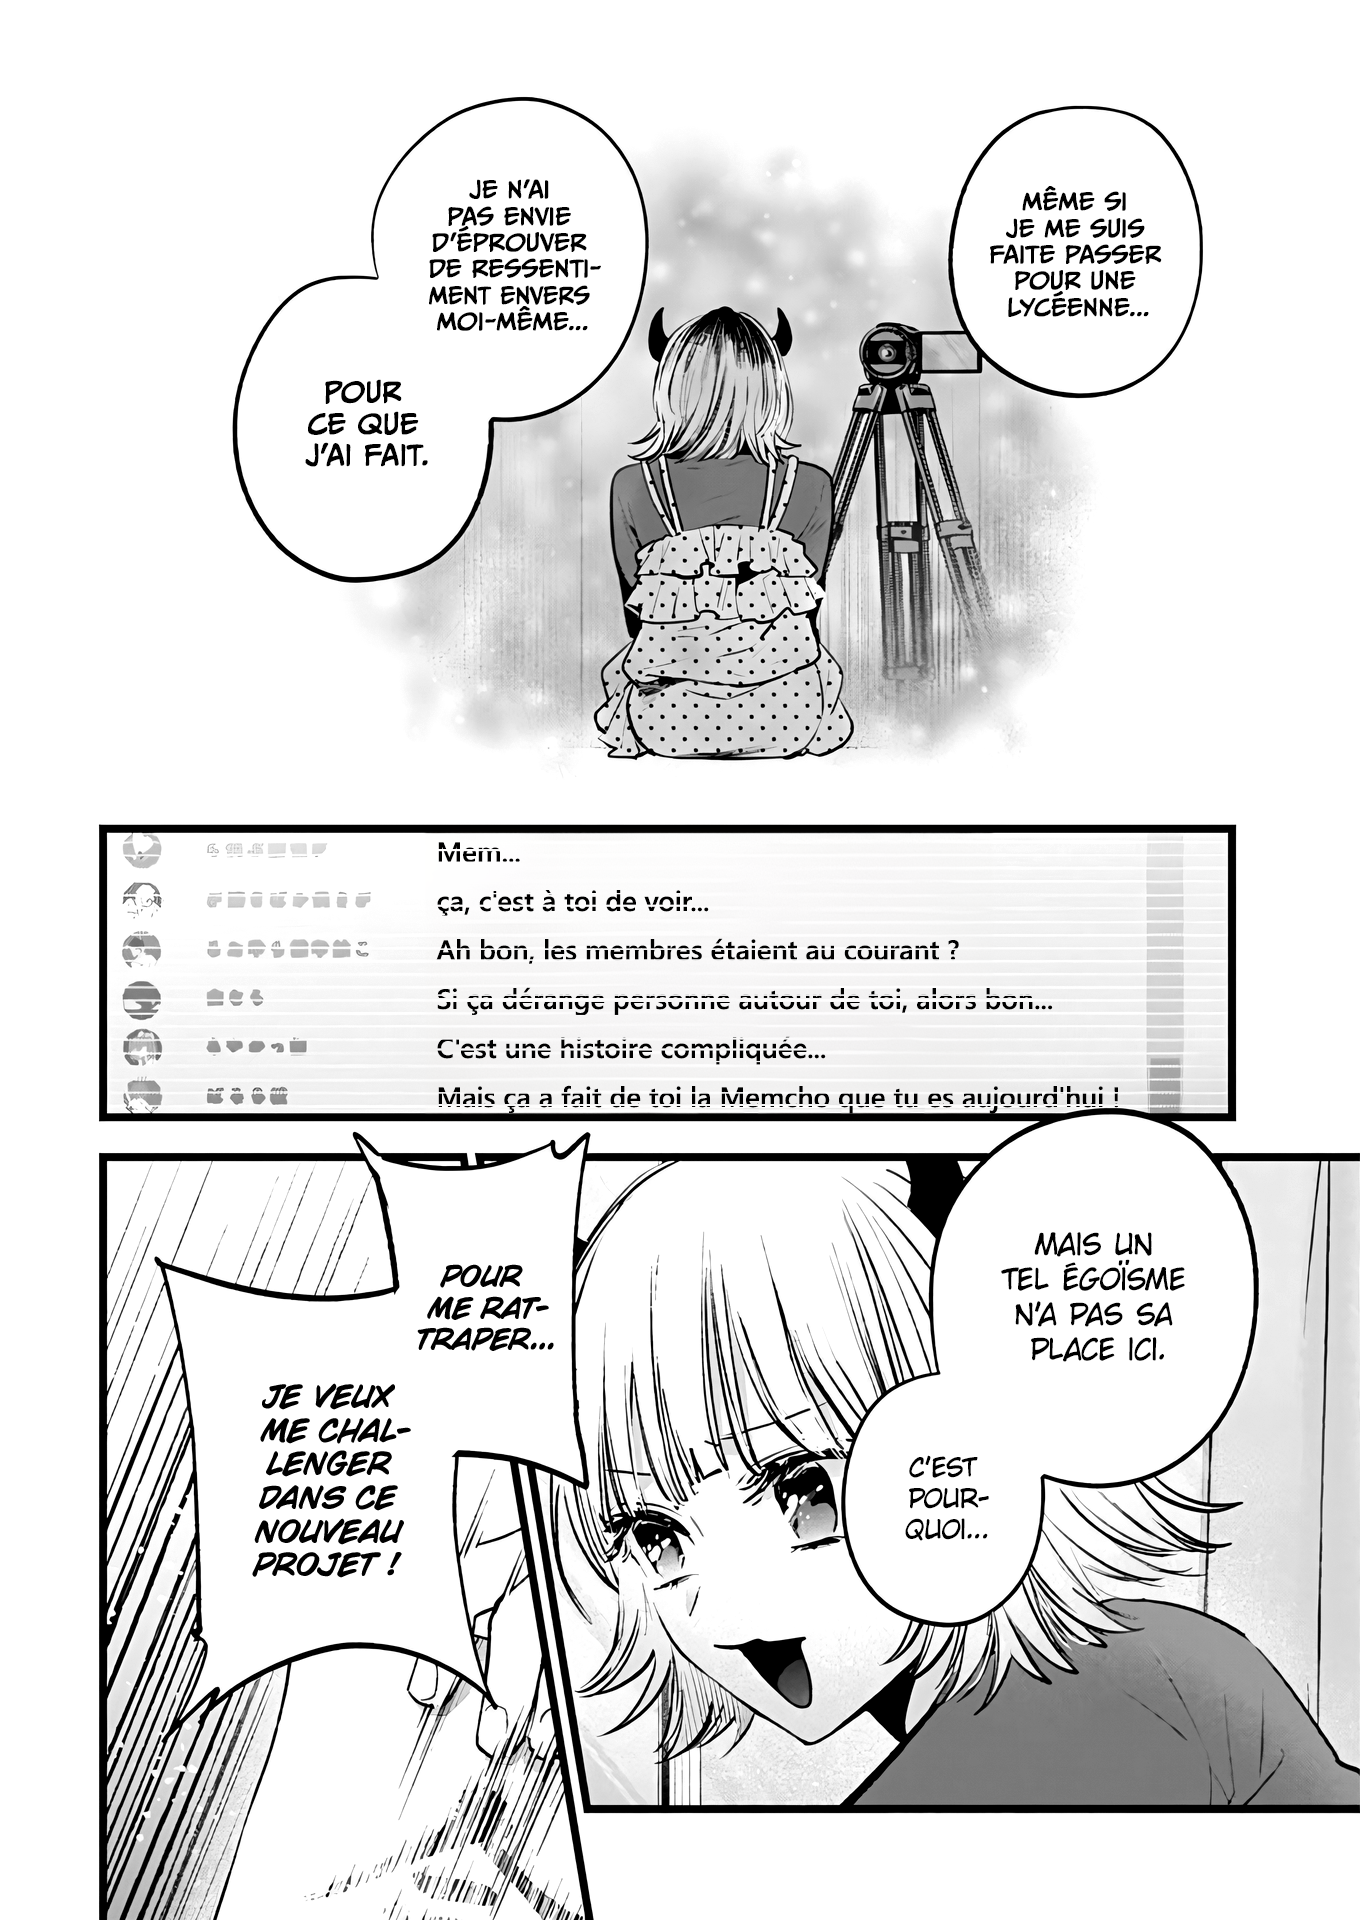 MÊME SI
JE ME SUIS
FAITE PASSER
POUR UNE
LYCÉENNE...
JE N'AI
PAS ENVIE
D'ÉPROUVER
DE RESSENTI-
MENT ENVERS
MOI-MÊME...
POUR
CE QUE
J'AI FAIT.
Mem...
ça, c'est à toi de voir...
Ah bon, les membres étaient au courant ?
Si ça dérange personne autour de toi, alors bon...
C'est une histoire compliquée...
Mais ça a fait de toi la Memcho que tu es aujourd'hui !
MAIS UN
TEL ÉGOÏSME
N'A PAS SA
PLACE ICI.
C'EST
POUR-
QUOI...
POUR
ME RAT-
TRAPER...
JE VEUX
ME CHAL-
LENGER
DANS CE
NOUVEAU
PROJET !